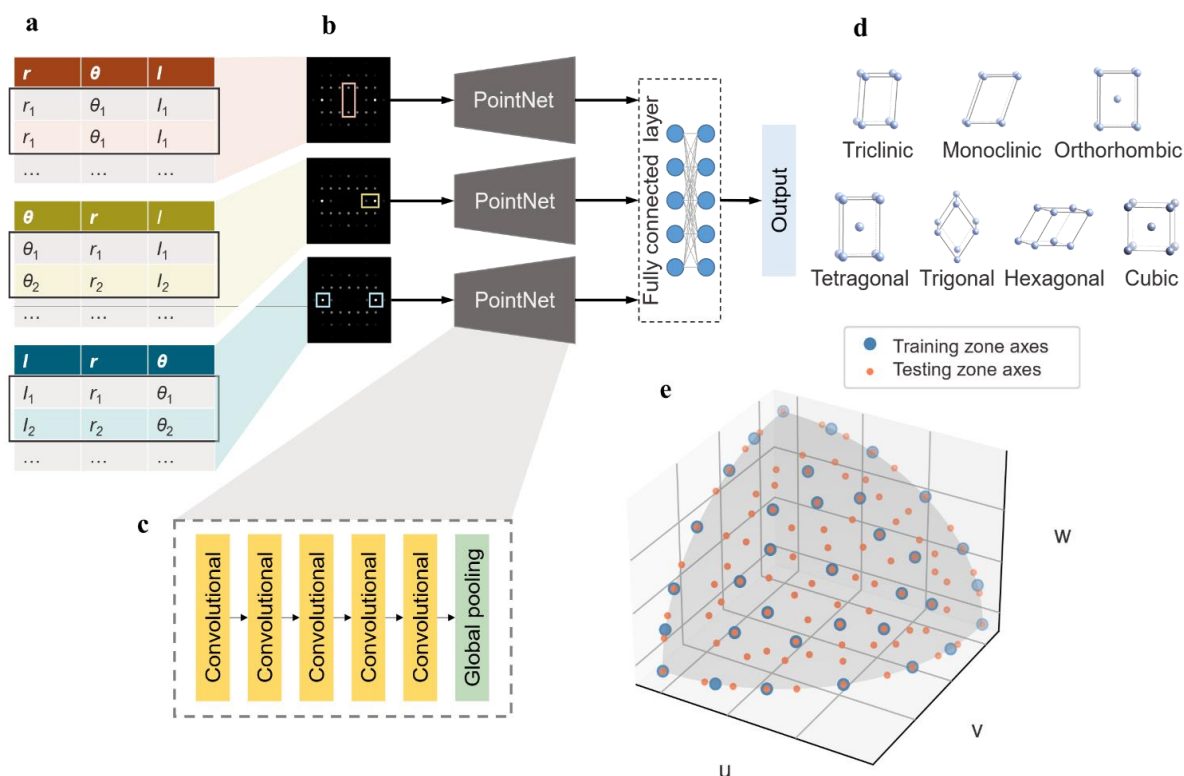 a
r θ I
r₁ θ₁ I₁
r₁ θ₁ I₁
... ... ...
θ r I
θ₁ r₁ I₁
θ₂ r₂ I₂
... ... ...
I r θ
I₁ r₁ θ₁
I₂ r₂ θ₂
... ... ...
b
PointNet
PointNet
PointNet
Fully connected layer
Output
c
Convolutional
Convolutional
Convolutional
Convolutional
Convolutional
Global pooling
d
Triclinic Monoclinic Orthorhombic
Tetragonal Trigonal Hexagonal Cubic
Training zone axes
Testing zone axes
e
W
V
u